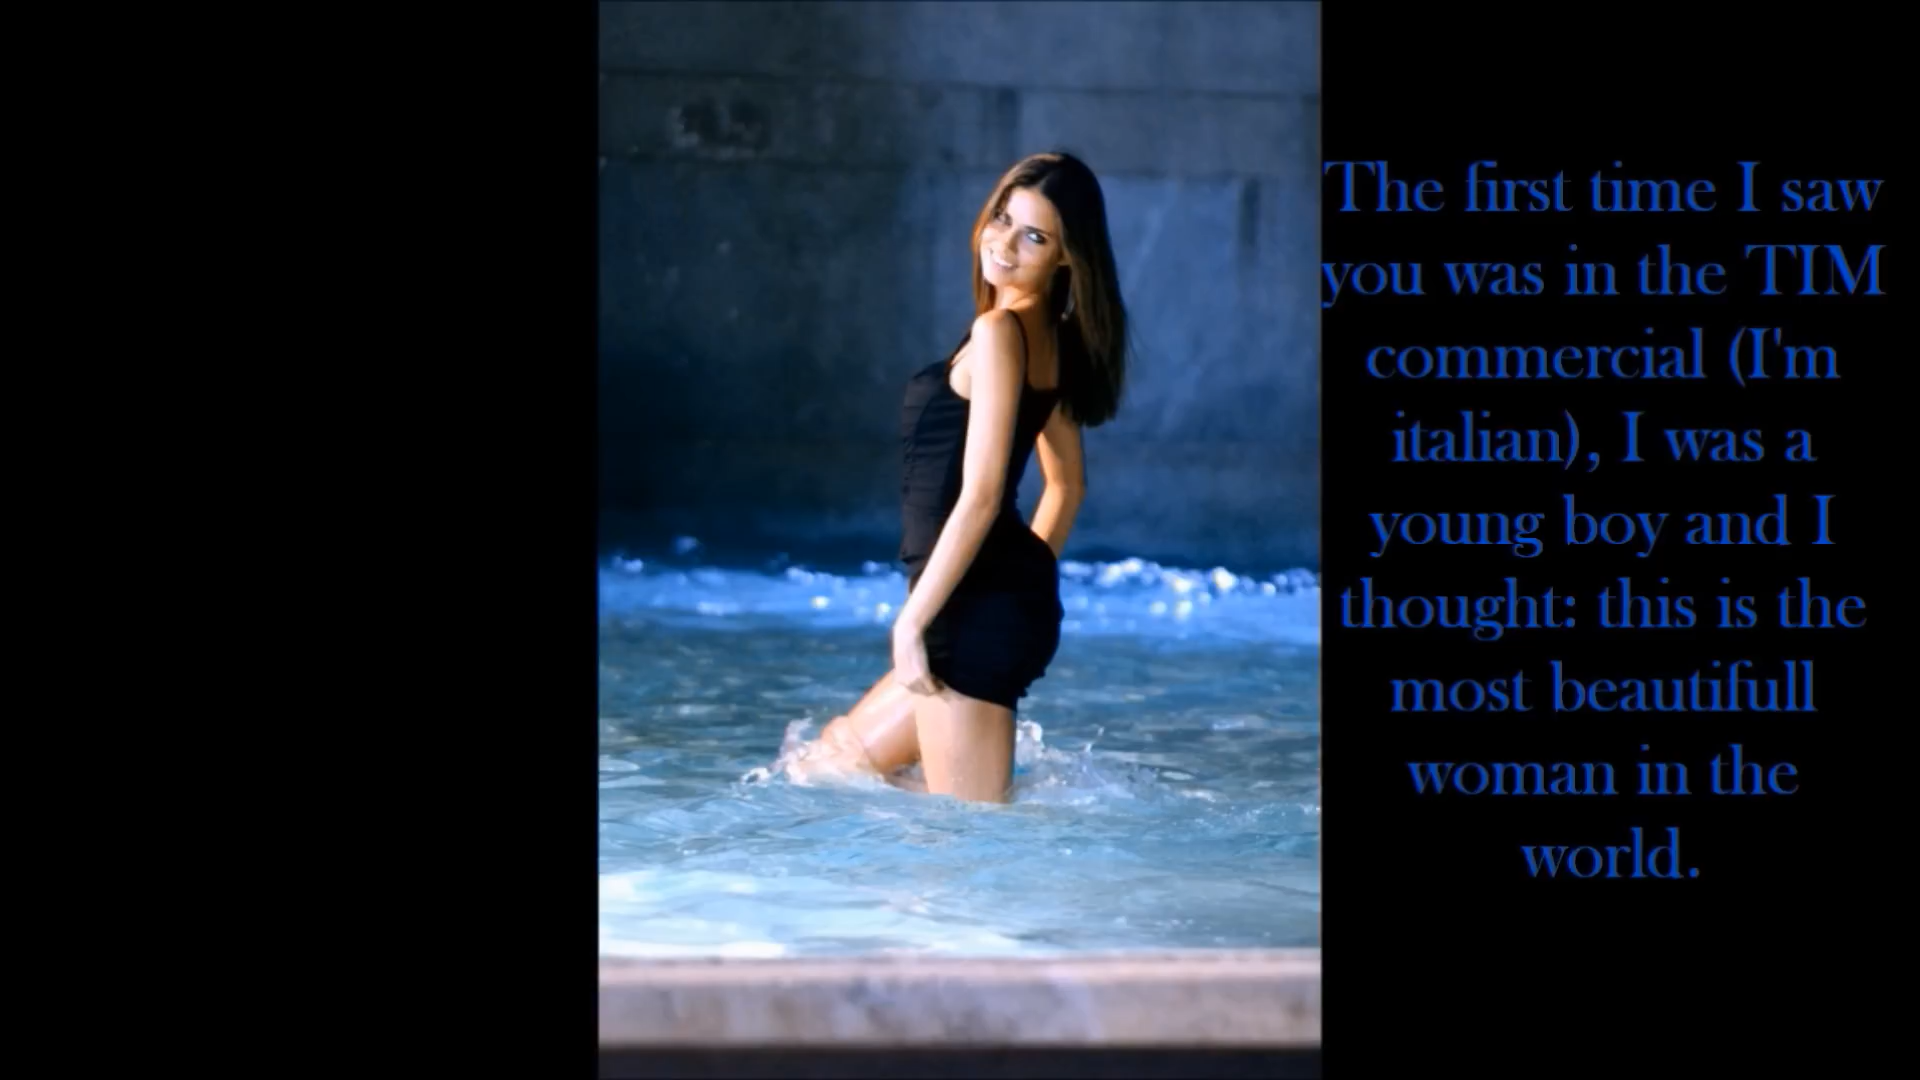 The first time I saw
you was in the TIM
commercial (I'm
italian), I was a
young boy and I
thought: this is the
most beautifull
woman in the
world.